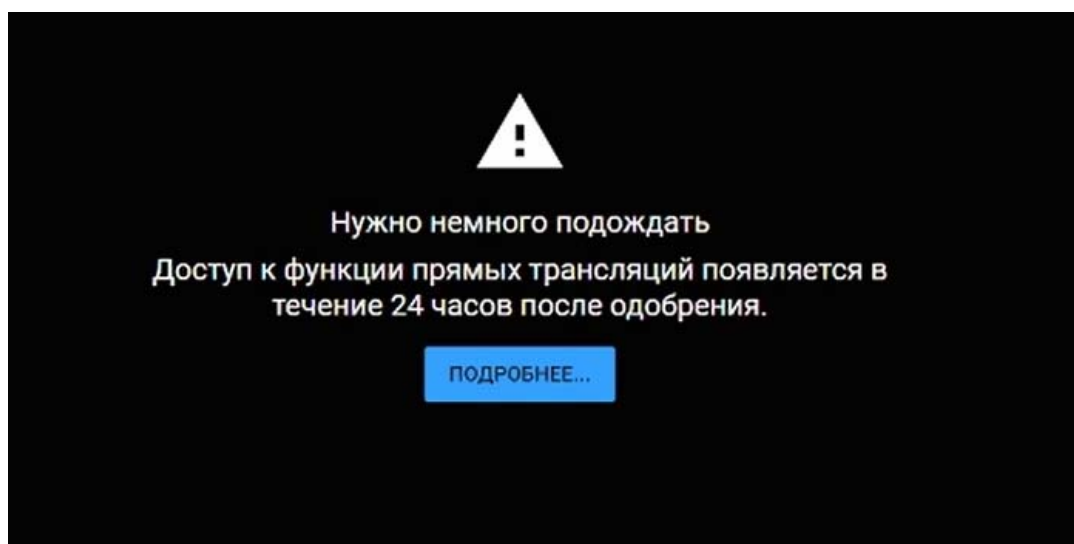 Нужно немного подождать
Доступ к функции прямых трансляций появляется в
течение 24 часов после одобрения.
ПОДРОБНЕЕ...